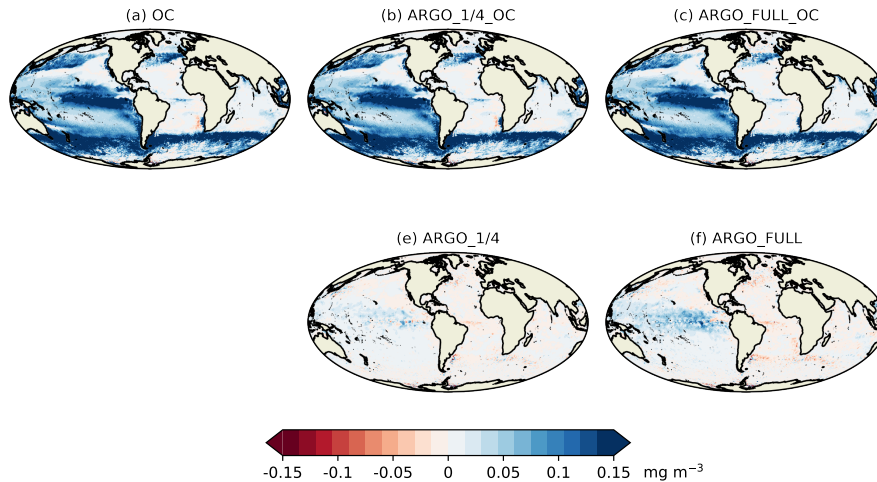 (a) OC
(b) ARGO_1/4_OC
(c) ARGO_FULL_OC
(e) ARGO_1/4
(f) ARGO_FULL
-0.15 -0.1 -0.05 0 0.05 0.1 0.15 mg m⁻³